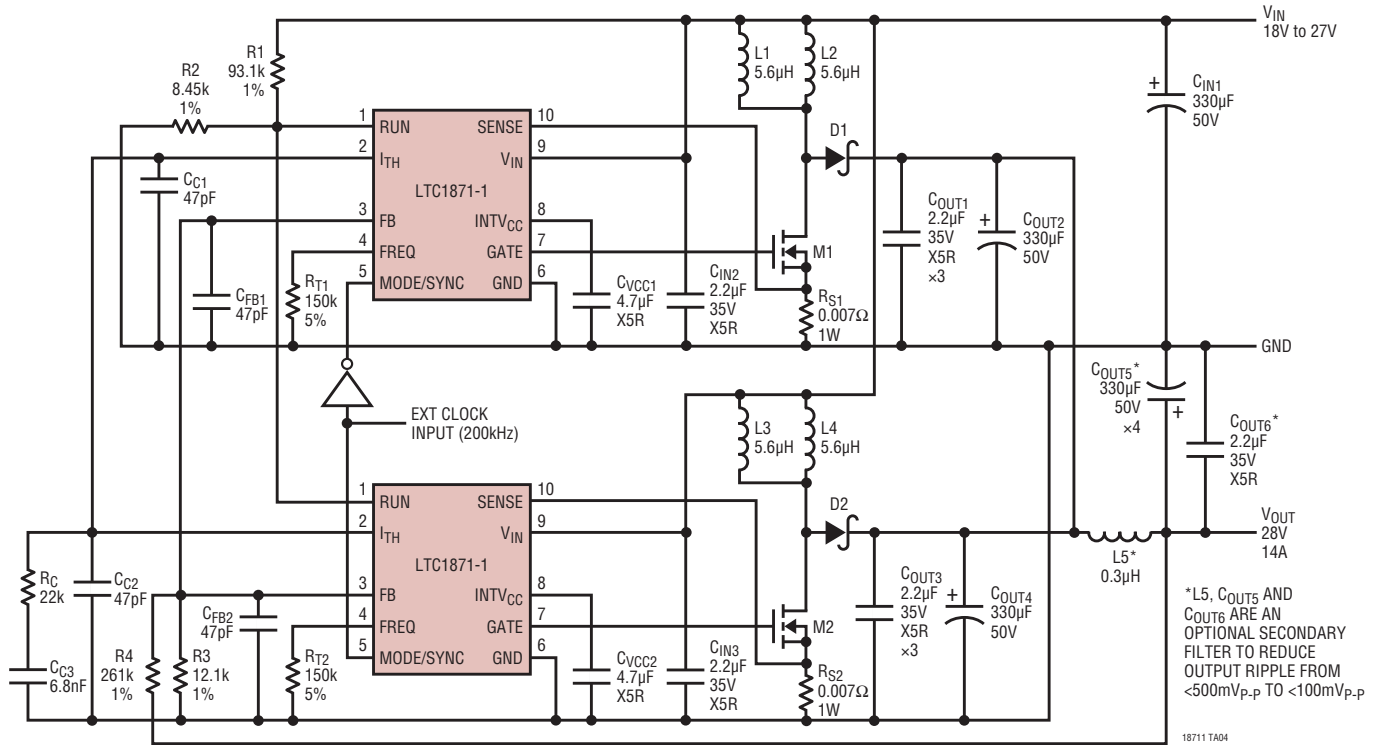 VIN
18V to 27V
R1
93.1k
1%
R2
8.45k
1%
L1
5.6µH
L2
5.6µH
CIN1
330µF
50V
+
1
RUN
SENSE
10
2
ITH
VIN
9
LTC1871-1
3
FB
INTVCC
8
4
FREQ
GATE
7
5
MODE/SYNC
GND
6
CC1
47pF
CFB1
47pF
RT1
150k
5%
CVCC1
4.7µF
X5R
CIN2
2.2µF
35V
X5R
D1
M1
RS1
0.007Ω
1W
COUT1
2.2µF
35V
X5R
×3
+
COUT2
330µF
50V
GND
EXT CLOCK
INPUT (200kHz)
COUT5*
330µF
50V
×4
+
COUT6*
2.2µF
35V
X5R
L3
5.6µH
L4
5.6µH
1
RUN
SENSE
10
2
ITH
VIN
9
LTC1871-1
3
FB
INTVCC
8
4
FREQ
GATE
7
5
MODE/SYNC
GND
6
RC
22k
CC2
47pF
CC3
6.8nF
R4
261k
1%
R3
12.1k
1%
CFB2
47pF
RT2
150k
5%
CVCC2
4.7µF
X5R
CIN3
2.2µF
35V
X5R
D2
M2
RS2
0.007Ω
1W
COUT3
2.2µF
35V
X5R
×3
+
COUT4
330µF
50V
L5*
0.3µH
VOUT
28V
14A
*L5, COUT5 AND
COUT6 ARE AN
OPTIONAL SECONDARY
FILTER TO REDUCE
OUTPUT RIPPLE FROM
<500mVP-P TO <100mVP-P
18711 TA04